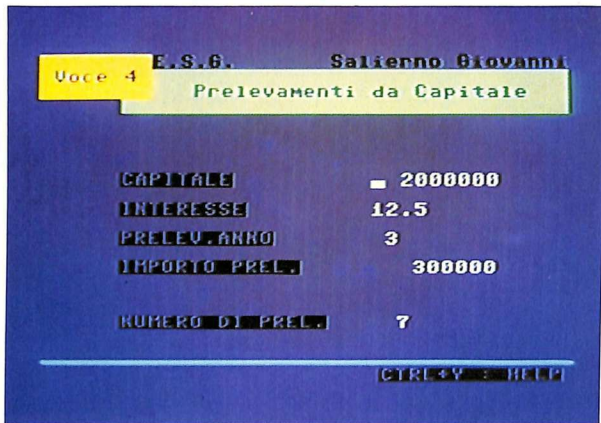 E.S.G. Salierno Giovanni
Voce 4
Prelevamenti da Capitale
CAPITALE 2000000
INTERESSE 12.5
PRELEV.ANNO 3
IMPORTO PREL. 300000
NUMERO DI PREL. 7
CTRL+Y : HELP